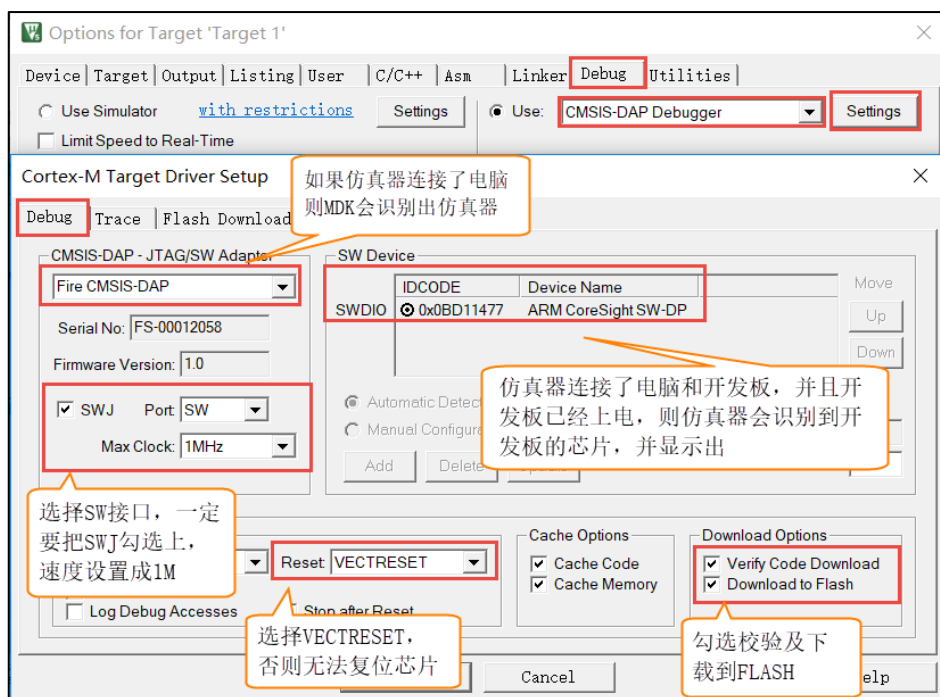 Options for Target 'Target 1'
Device Target Output Listing User C/C++ Asm Linker Debug Utilities
Use Simulator with restrictions Settings Use: CMSIS-DAP Debugger Settings
Limit Speed to Real-Time
Cortex-M Target Driver Setup
如果仿真器连接了电脑
则MDK会识别出仿真器
Debug Trace Flash Download
CMSIS-DAP - JTAG/SW Adapter
Fire CMSIS-DAP
Serial No: FS-00012058
Firmware Version: 1.0
SWJ Port: SW
Max Clock: 1MHz
SW Device
IDCODE Device Name
SWDIO 0x0BD11477 ARM CoreSight SW-DP
Move
Up
Down
仿真器连接了电脑和开发板，并且开
发板已经上电，则仿真器会识别到开
发板的芯片，并显示出
Automatic Detec
Manual Configura
Add Delete
选择SW接口，一定
要把SWJ勾选上，
速度设置成1M
Reset: VECTRESET
Log Debug Accesses Stop after Reset
选择VECTRESET，
否则无法复位芯片
Cache Options
Cache Code
Cache Memory
Download Options
Verify Code Download
Download to Flash
勾选校验及下
载到FLASH
Cancel elp